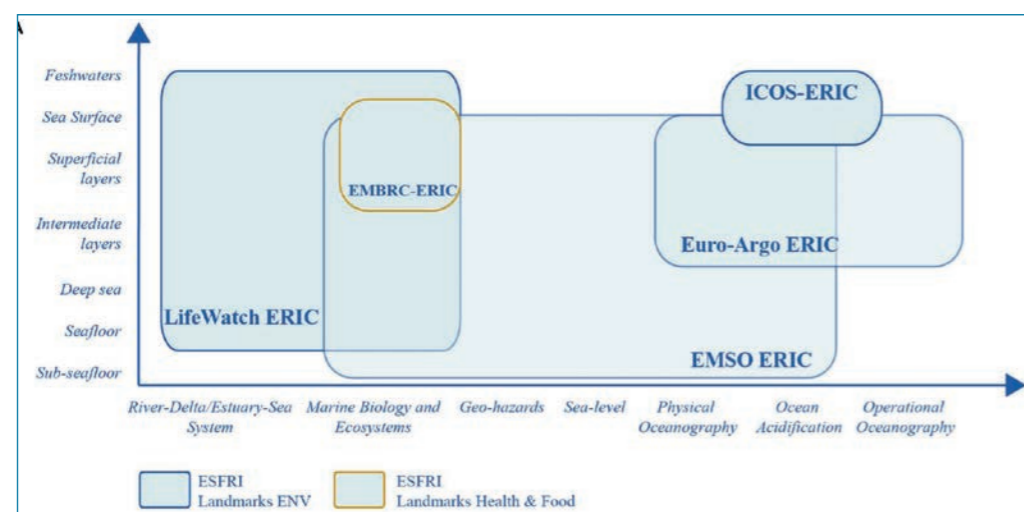 A
Feshwaters
Sea Surface
Superficial
layers
Intermediate
layers
Deep sea
Seafloor
Sub-seafloor
ICOS-ERIC
EMBRC-ERIC
Euro-Argo ERIC
LifeWatch ERIC
EMSO ERIC
River-Delta/Estuary-Sea
System
Marine Biology and
Ecosystems
Geo-hazards
Sea-level
Physical
Oceanography
Ocean
Acidification
Operational
Oceanography
ESFRI
Landmarks ENV
ESFRI
Landmarks Health & Food